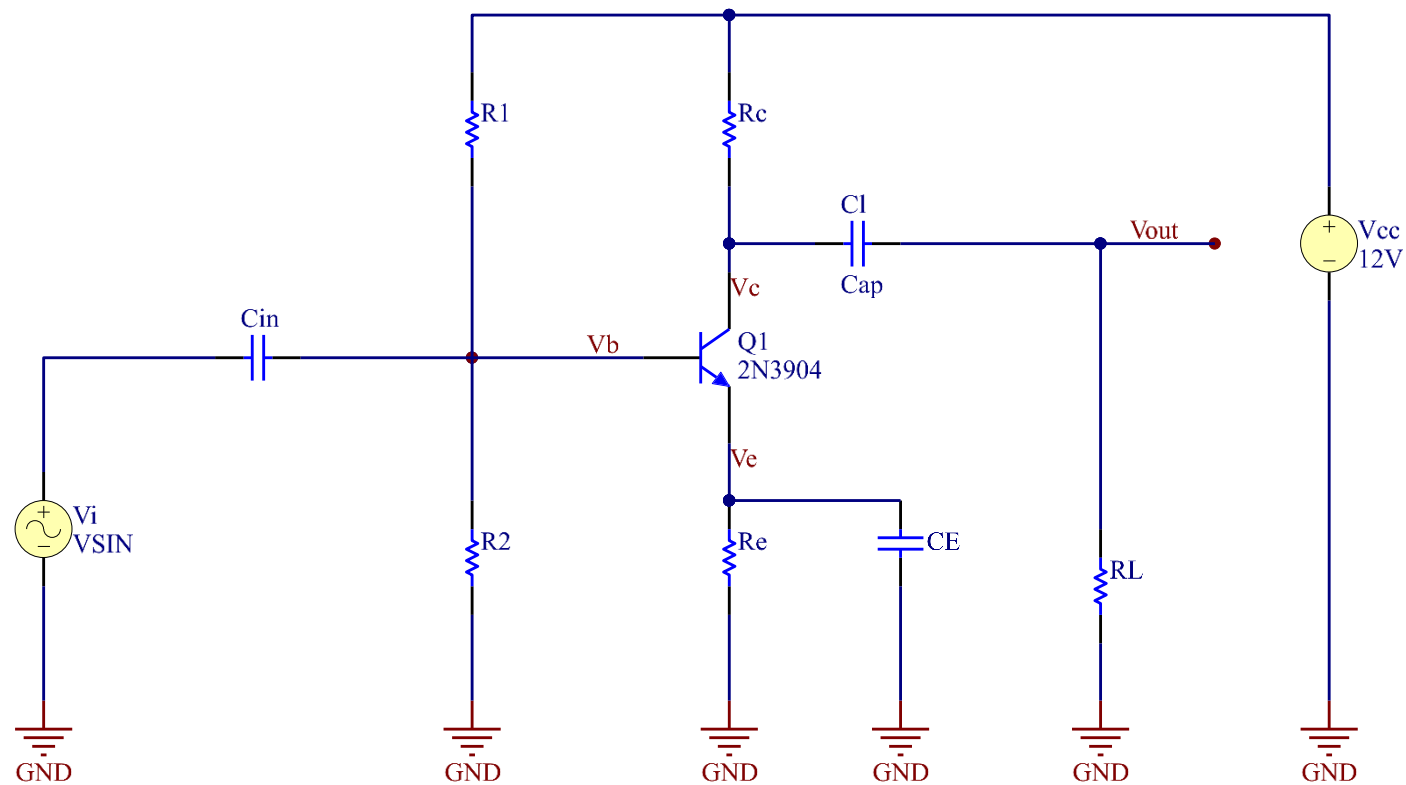 R1
Rc
Cl
Vout
Vcc
12V
Cap
Vc
Cin
Vb
Q1
2N3904
Ve
Vi
VSIN
R2
Re
CE
RL
+
−
+
−
GND
GND
GND
GND
GND
GND